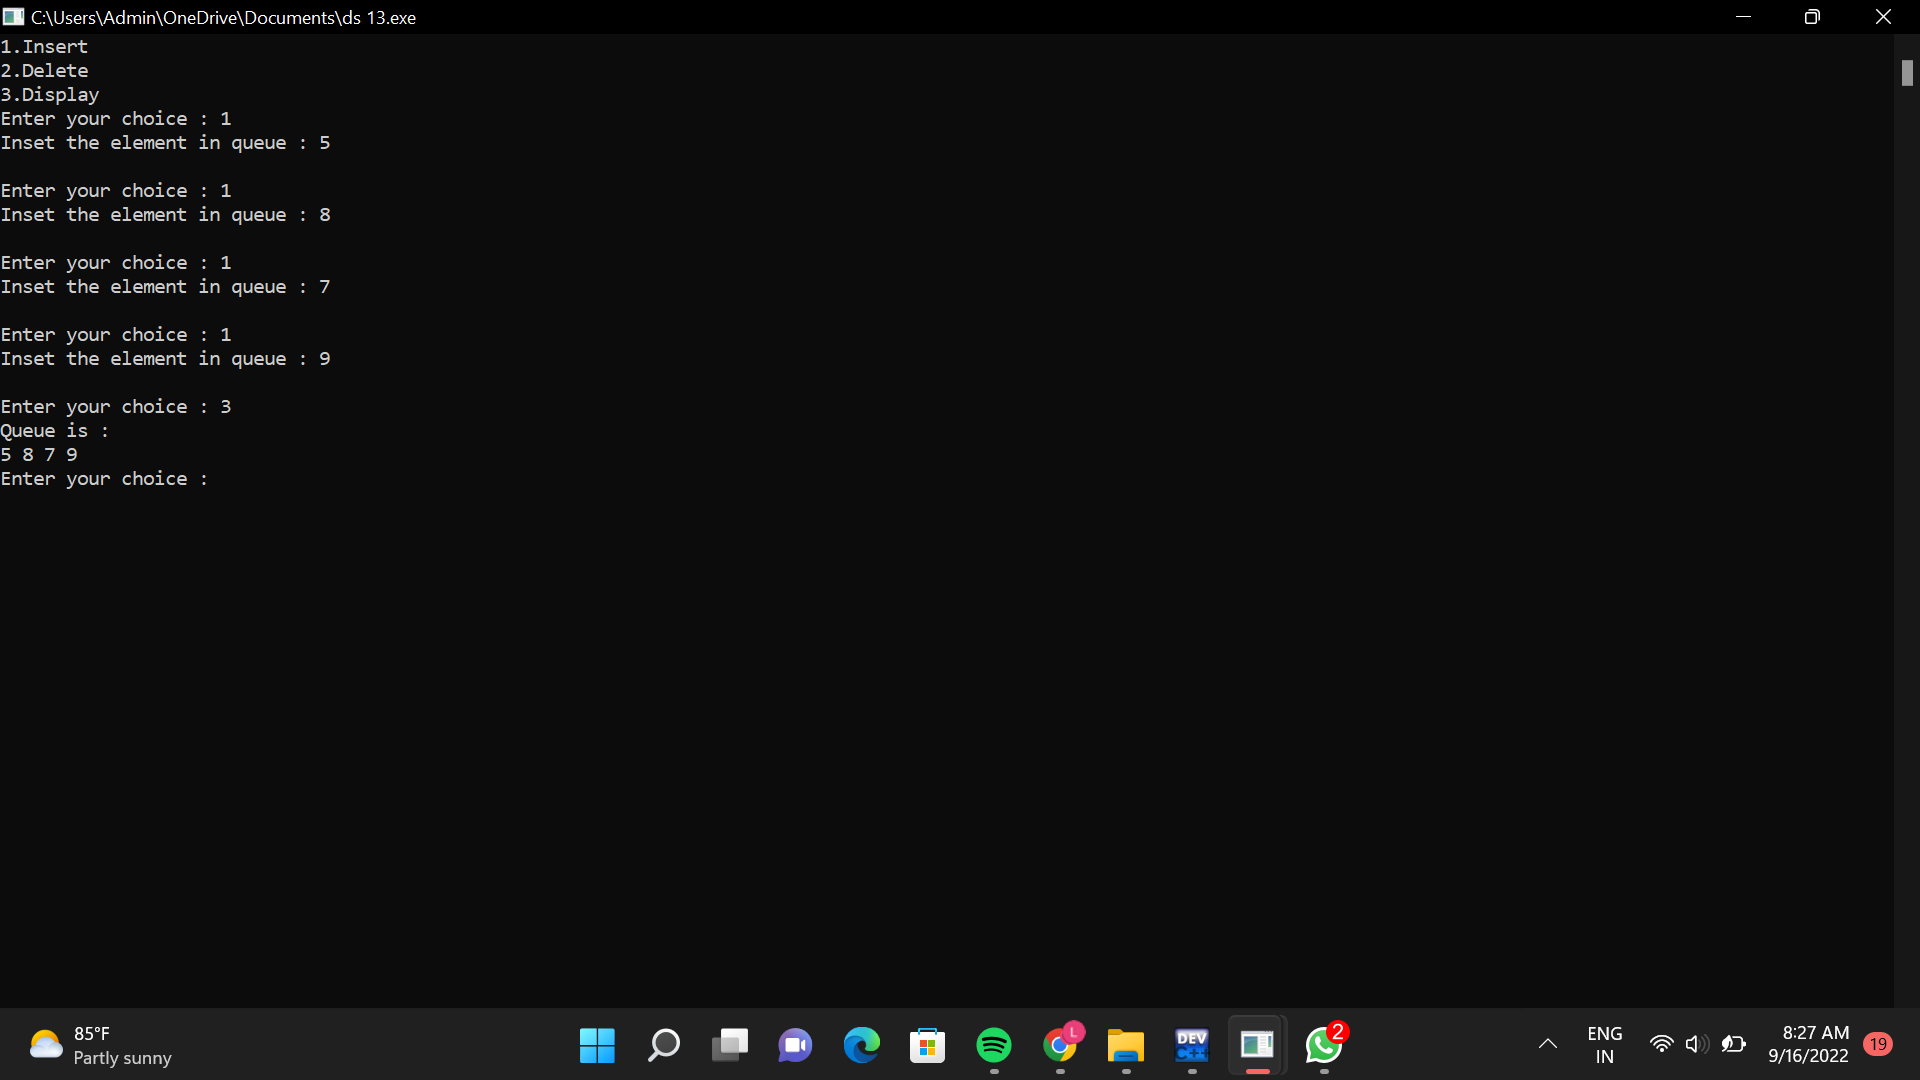 C:\Users\Admin\OneDrive\Documents\ds 13.exe
1.Insert
2.Delete
3.Display
Enter your choice : 1
Inset the element in queue : 5
Enter your choice : 1
Inset the element in queue : 8
Enter your choice : 1
Inset the element in queue : 7
Enter your choice : 1
Inset the element in queue : 9
Enter your choice : 3
Queue is :
5 8 7 9
Enter your choice :
85°F
Partly sunny
L
DEV
C++
2
ENG
IN
8:27 AM
9/16/2022
19